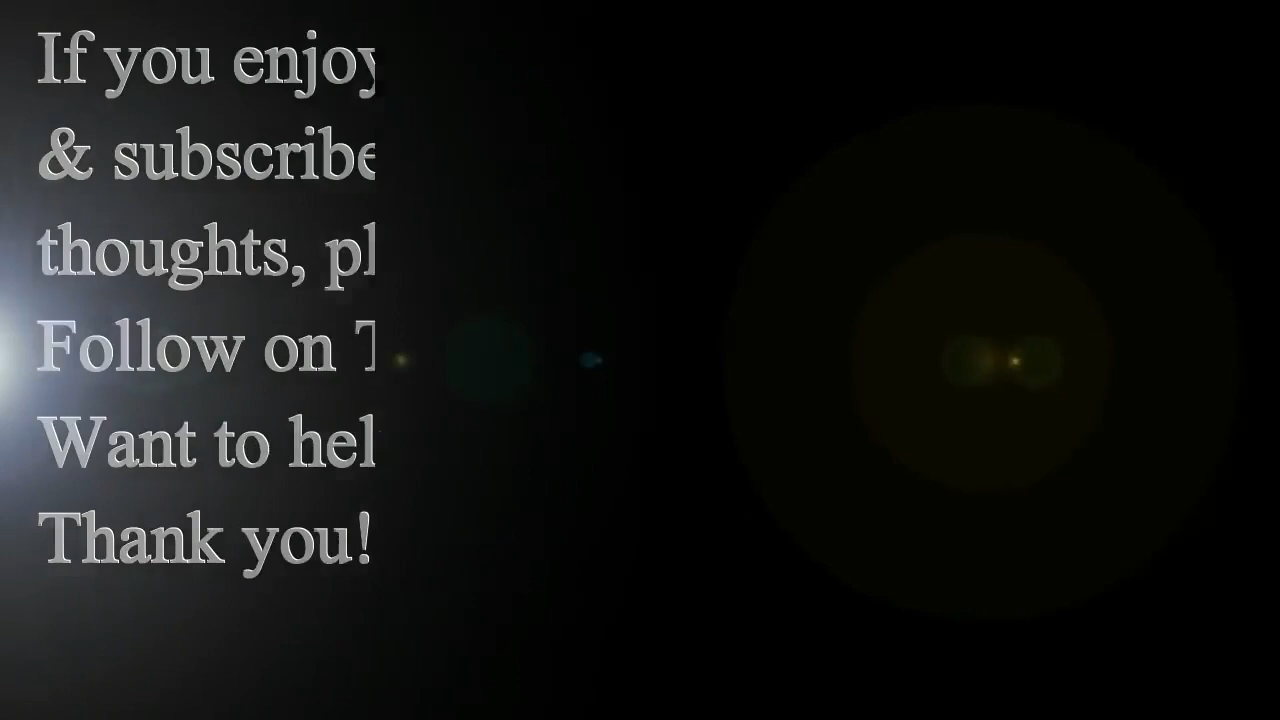 If you enjoy
& subscribe
thoughts, pl
Follow on T
Want to hel
Thank you!